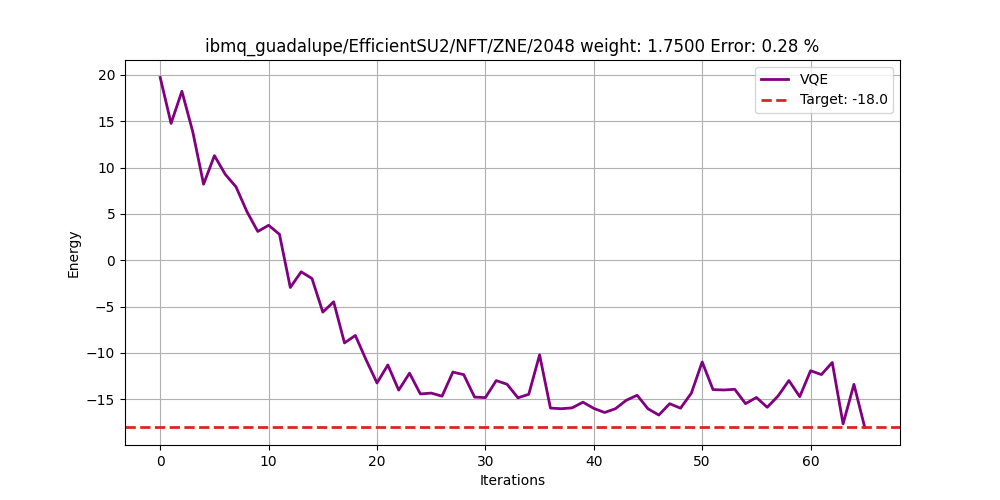 ibmq_guadalupe/EfficientSU2/NFT/ZNE/2048 weight: 1.7500 Error: 0.28 %
VQE
Target: -18.0
20
15
10
5
0
−5
−10
−15
Energy
0 10 20 30 40 50 60
Iterations